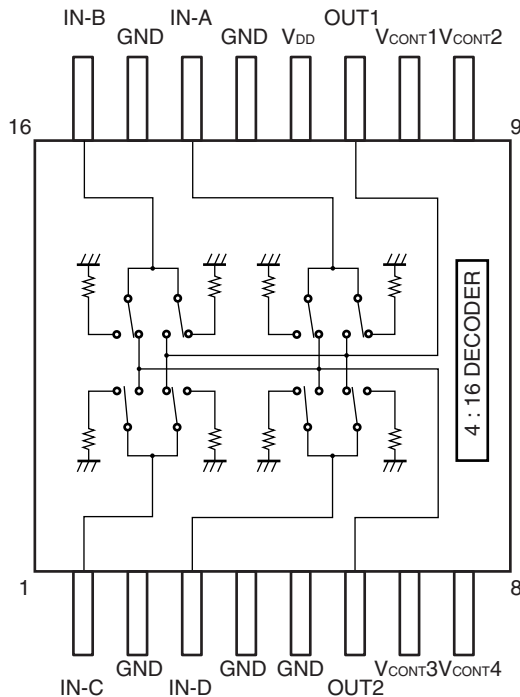 IN-B GND IN-A GND VDD OUT1 VCONT1 VCONT2
16 9
4 : 16 DECODER
1 8
IN-C GND IN-D GND GND OUT2 VCONT3 VCONT4